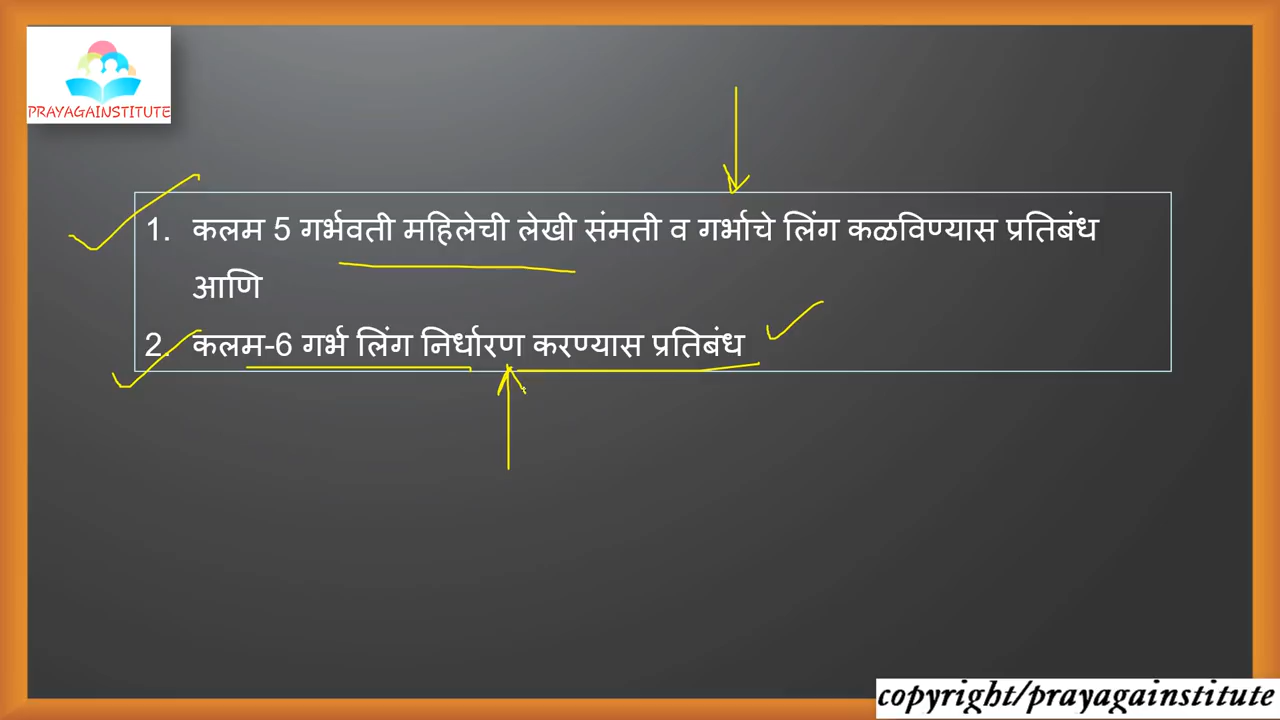 PRAYAGAINSTITUTE
1. कलम 5 गर्भवती महिलेची लेखी संमती व गर्भाचे लिंग कळविण्यास प्रतिबंध
आणि
2. कलम-6 गर्भ लिंग निर्धारण करण्यास प्रतिबंध
copyright/prayagainstitute